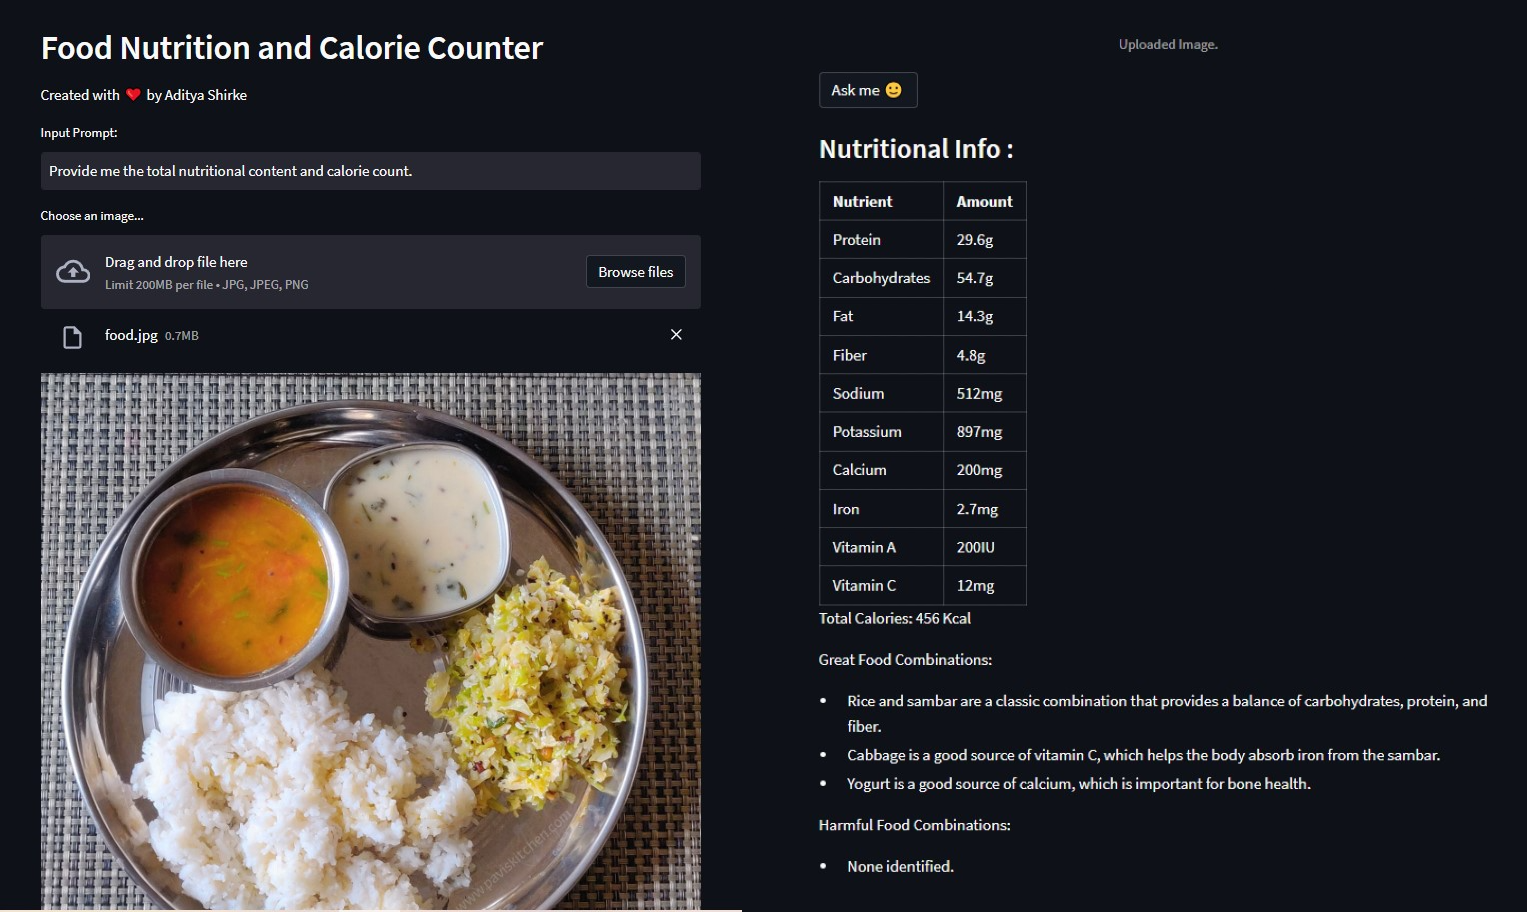 Food Nutrition and Calorie Counter
Created with ❤️ by Aditya Shirke
Input Prompt:
Provide me the total nutritional content and calorie count.
Choose an image...
Drag and drop file here
Limit 200MB per file • JPG, JPEG, PNG
Browse files
food.jpg 0.7MB
www.paviskitchen.com
Uploaded Image.
Ask me 🙂
Nutritional Info :
Nutrient Amount
Protein 29.6g
Carbohydrates 54.7g
Fat 14.3g
Fiber 4.8g
Sodium 512mg
Potassium 897mg
Calcium 200mg
Iron 2.7mg
Vitamin A 200IU
Vitamin C 12mg
Total Calories: 456 Kcal
Great Food Combinations:
• Rice and sambar are a classic combination that provides a balance of carbohydrates, protein, and
fiber.
• Cabbage is a good source of vitamin C, which helps the body absorb iron from the sambar.
• Yogurt is a good source of calcium, which is important for bone health.
Harmful Food Combinations:
• None identified.